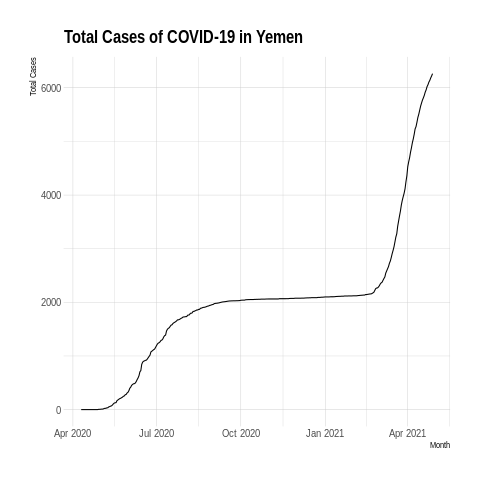 Total Cases of COVID-19 in Yemen
Total Cases
6000
4000
2000
0
Apr 2020 Jul 2020 Oct 2020 Jan 2021 Apr 2021
Month